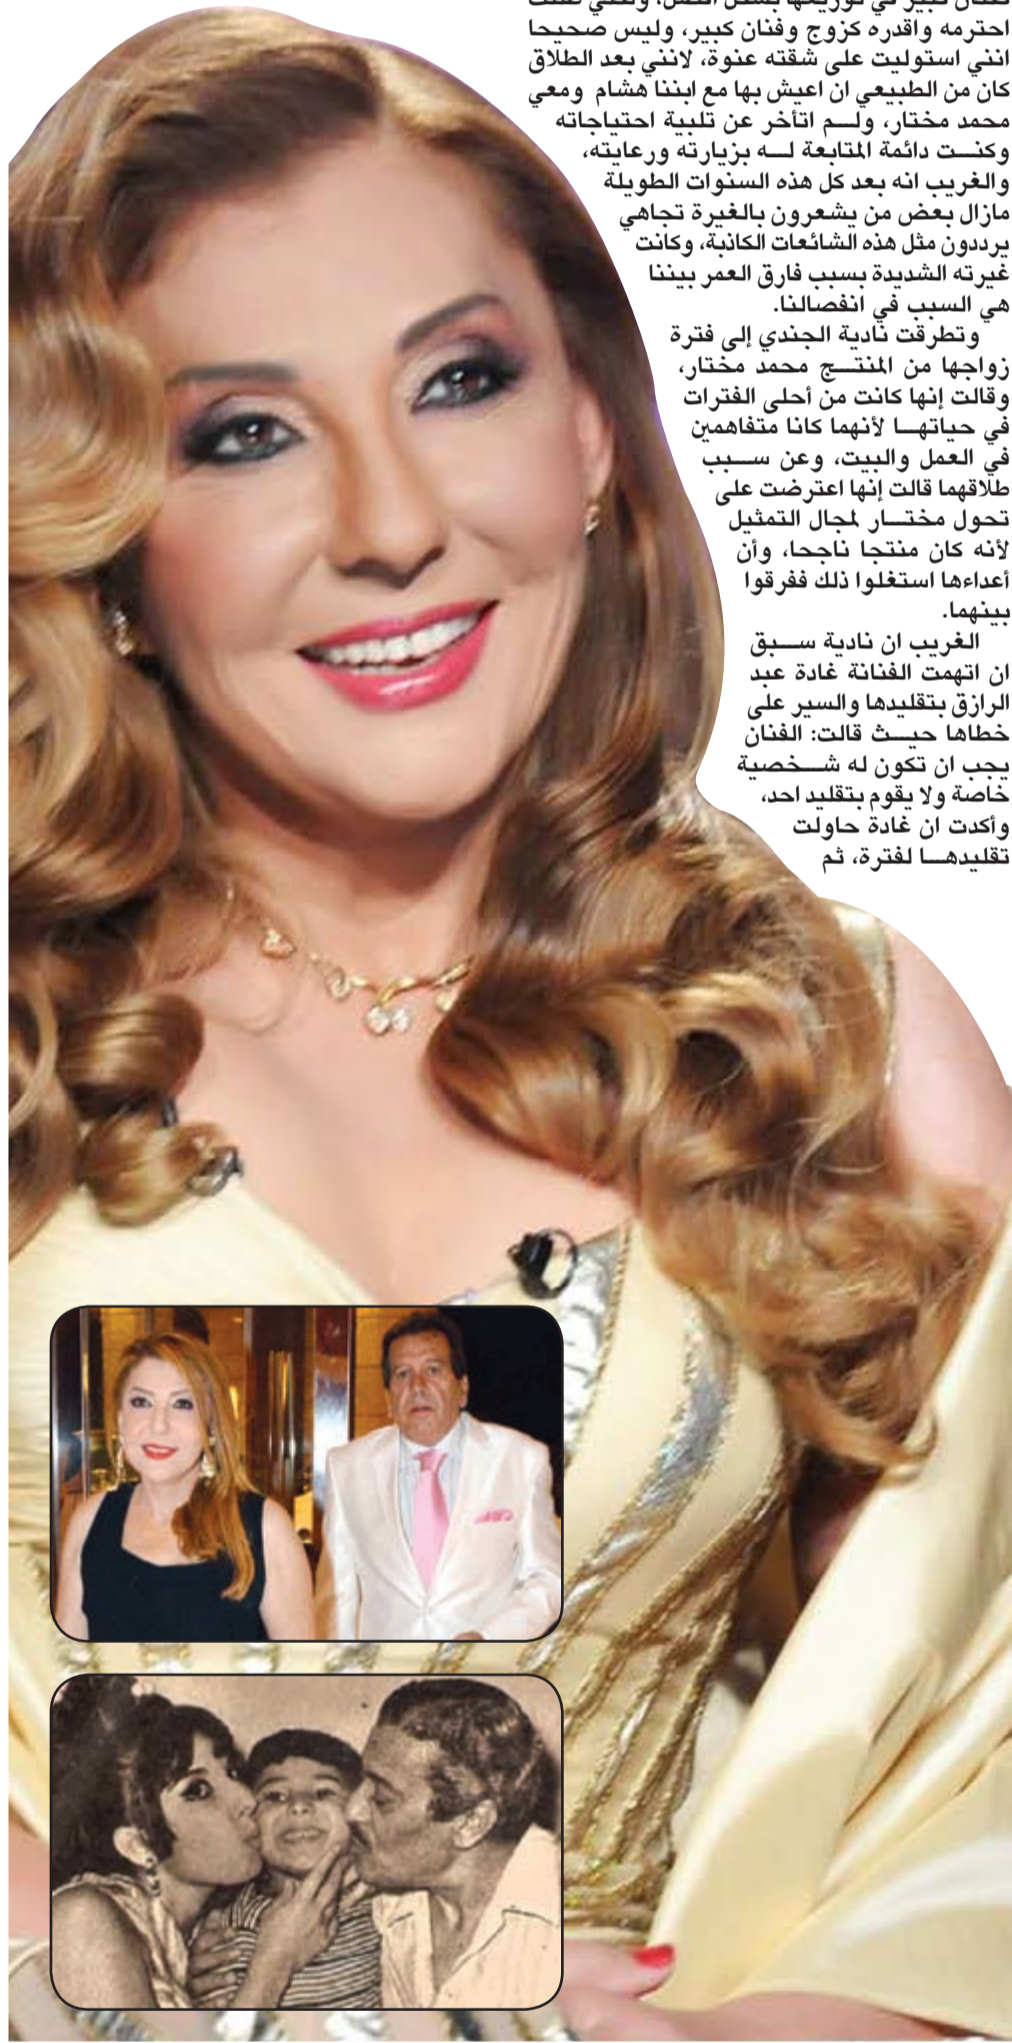 احترمه واقدره كزوج وفنان كبير، وليس صحيحا
انني استوليت على شقته عنوة، لانني بعد الطلاق
كان من الطبيعي ان اعيش بها مع ابننا هشام ومعي
محمد مختار، ولم اتأخر عن تلبية احتياجاته
وكنت دائمة المتابعة له بزيارته ورعايته،
والغريب انه بعد كل هذه السنوات الطويلة
مازال بعض من يشعرون بالغيرة تجاهي
يرددون مثل هذه الشائعات الكاذبة، وكانت
غيرته الشديدة بسبب فارق العمر بيننا
هي السبب في انفصالنا.
وتطرقت نادية الجندي إلى فترة
زواجها من المنتج محمد مختار،
وقالت إنها كانت من أحلى الفترات
في حياتها لأنهما كانا متفاهمين
في العمل والبيت، وعن سبب
طلاقهما قالت إنها اعترضت على
تحول مختار لمجال التمثيل
لأنه كان منتجا ناجحا، وأن
أعداءها استغلوا ذلك ففرقوا
بينهما.
الغريب ان نادية سبق
ان اتهمت الفنانة غادة عبد
الرازق بتقليدها والسير على
خطاها حيث قالت: الفنان
يجب ان تكون له شخصية
خاصة ولا يقوم بتقليد احد،
وأكدت ان غادة حاولت
تقليدها لفترة، ثم